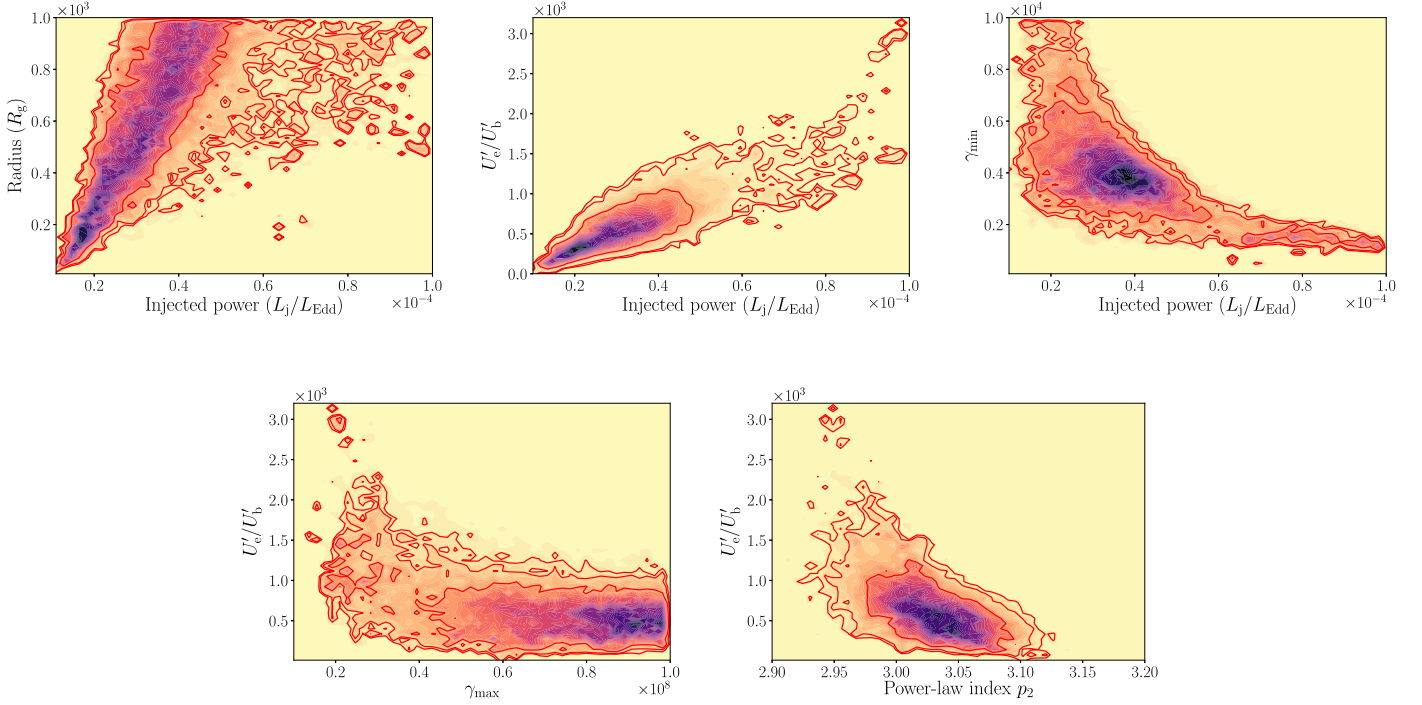 ×10³
1.0
0.8
0.6
0.4
0.2
Radius (R_g)
0.2 0.4 0.6 0.8 1.0
×10⁻⁴
Injected power (L_j/L_Edd)
×10³
3.0
2.5
2.0
1.5
1.0
0.5
0.0
U′_e/U′_b
0.2 0.4 0.6 0.8 1.0
×10⁻⁴
Injected power (L_j/L_Edd)
×10⁴
1.0
0.8
0.6
0.4
0.2
γ_min
0.2 0.4 0.6 0.8 1.0
×10⁻⁴
Injected power (L_j/L_Edd)
×10³
3.0
2.5
2.0
1.5
1.0
0.5
U′_e/U′_b
0.2 0.4 0.6 0.8 1.0
×10⁸
γ_max
×10³
3.0
2.5
2.0
1.5
1.0
0.5
U′_e/U′_b
2.90 2.95 3.00 3.05 3.10 3.15 3.20
Power-law index p₂